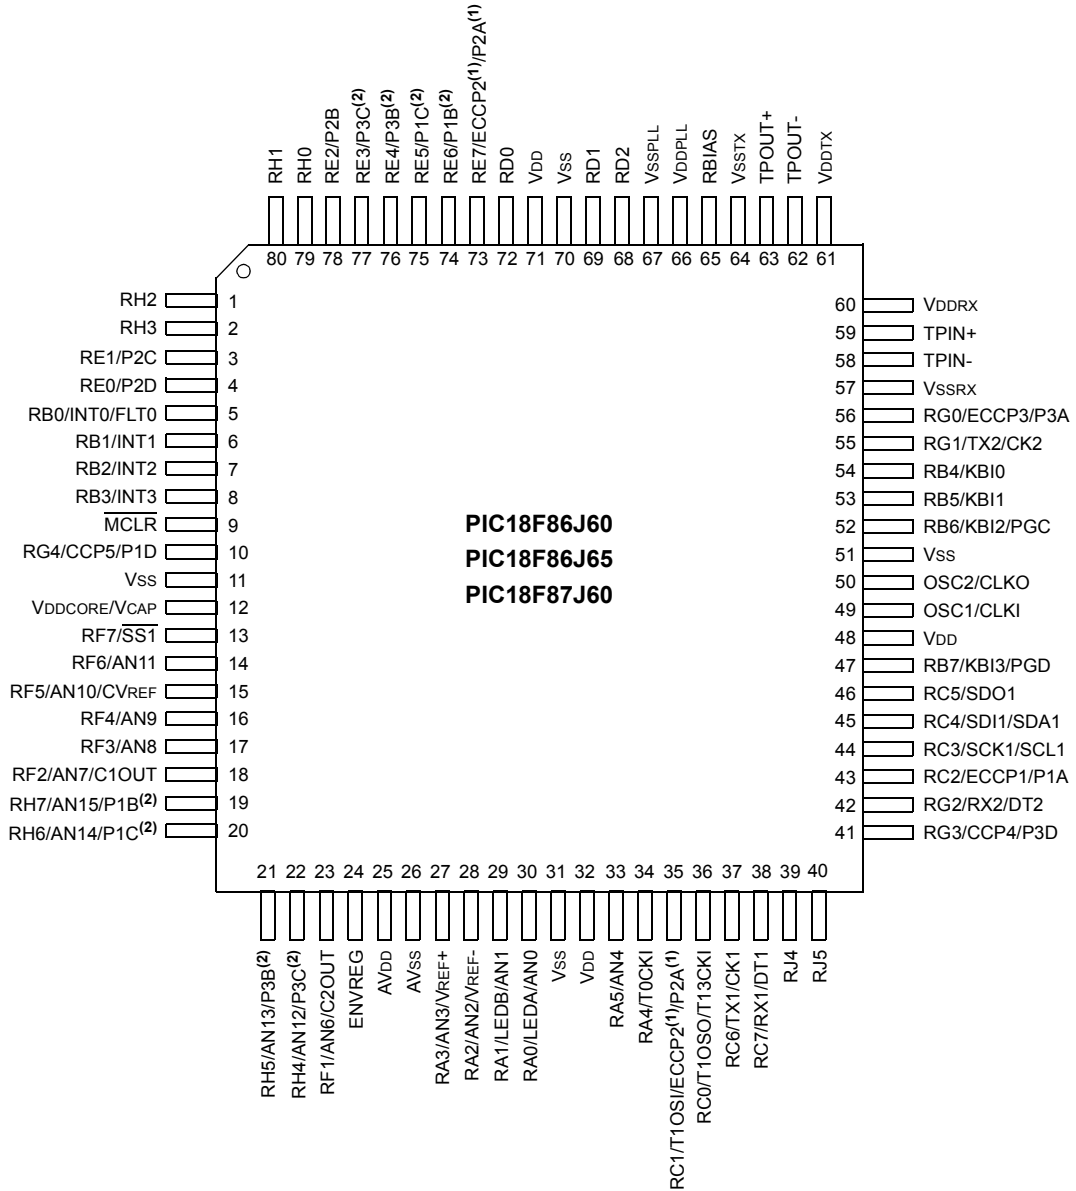 RH1
RH0
RE2/P2B
RE3/P3C(2)
RE4/P3B(2)
RE5/P1C(2)
RE6/P1B(2)
RE7/ECCP2(1)/P2A(1)
RD0
VDD
VSS
RD1
RD2
VSSPLL
VDDPLL
RBIAS
VSSTX
TPOUT+
TPOUT-
VDDTX
80 79 78 77 76 75 74 73 72 71 70 69 68 67 66 65 64 63 62 61
RH2 1
RH3 2
RE1/P2C 3
RE0/P2D 4
RB0/INT0/FLT0 5
RB1/INT1 6
RB2/INT2 7
RB3/INT3 8
MCLR 9
RG4/CCP5/P1D 10
VSS 11
VDDCORE/VCAP 12
RF7/SS1 13
RF6/AN11 14
RF5/AN10/CVREF 15
RF4/AN9 16
RF3/AN8 17
RF2/AN7/C1OUT 18
RH7/AN15/P1B(2) 19
RH6/AN14/P1C(2) 20
PIC18F86J60
PIC18F86J65
PIC18F87J60
60 VDDRX
59 TPIN+
58 TPIN-
57 VSSRX
56 RG0/ECCP3/P3A
55 RG1/TX2/CK2
54 RB4/KBI0
53 RB5/KBI1
52 RB6/KBI2/PGC
51 VSS
50 OSC2/CLKO
49 OSC1/CLKI
48 VDD
47 RB7/KBI3/PGD
46 RC5/SDO1
45 RC4/SDI1/SDA1
44 RC3/SCK1/SCL1
43 RC2/ECCP1/P1A
42 RG2/RX2/DT2
41 RG3/CCP4/P3D
21 22 23 24 25 26 27 28 29 30 31 32 33 34 35 36 37 38 39 40
RH5/AN13/P3B(2)
RH4/AN12/P3C(2)
RF1/AN6/C2OUT
ENVREG
AVDD
AVSS
RA3/AN3/VREF+
RA2/AN2/VREF-
RA1/LEDB/AN1
RA0/LEDA/AN0
VSS
VDD
RA5/AN4
RA4/T0CKI
RC1/T1OSI/ECCP2(1)/P2A(1)
RC0/T1OSO/T13CKI
RC6/TX1/CK1
RC7/RX1/DT1
RJ4
RJ5